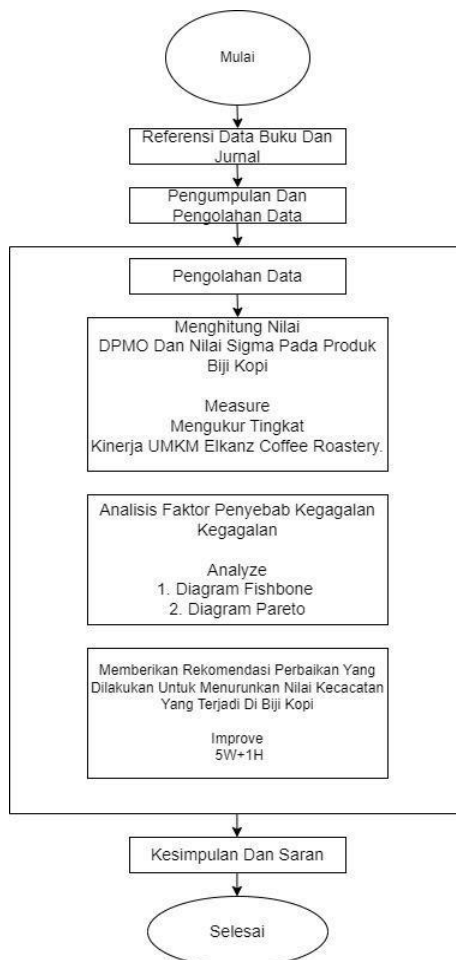 Mulai
Referensi Data Buku Dan
Jurnal
Pengumpulan Dan
Pengolahan Data
Pengolahan Data
Menghitung Nilai
DPMO Dan Nilai Sigma Pada Produk
Biji Kopi
Measure
Mengukur Tingkat
Kinerja UMKM Elkanz Coffee Roastery.
Analisis Faktor Penyebab Kegagalan
Kegagalan
Analyze
1. Diagram Fishbone
2. Diagram Pareto
Memberikan Rekomendasi Perbaikan Yang
Dilakukan Untuk Menurunkan Nilai Kecacatan
Yang Terjadi Di Biji Kopi
Improve
5W+1H
Kesimpulan Dan Saran
Selesai